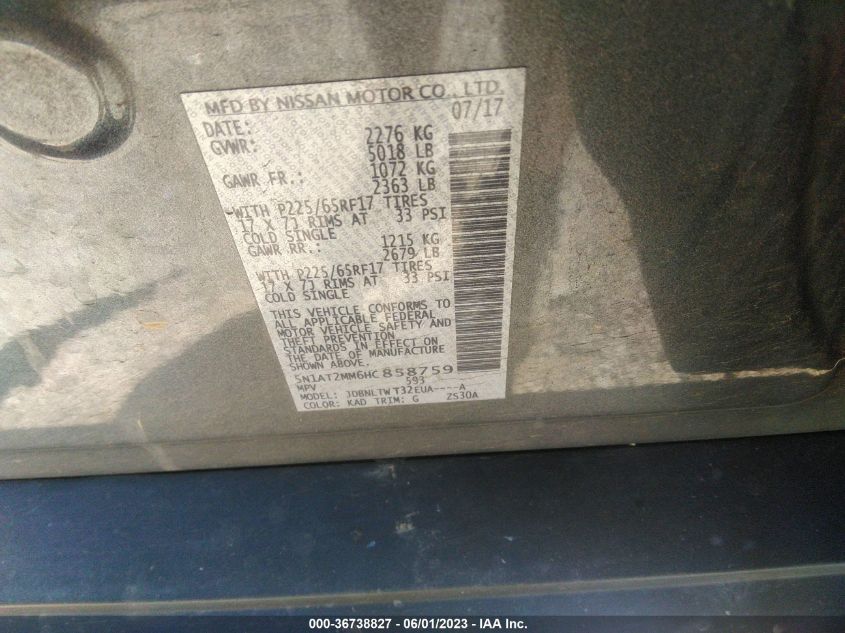 MFD BY NISSAN MOTOR CO., LTD.
DATE: 07/17
GVWR: 2276 KG
5018 LB
GAWR FR.: 1072 KG
2363 LB
WITH P225/65RF17 TIRES
17 X 7J RIMS AT 33 PSI
COLD SINGLE
GAWR RR.: 1215 KG
2679 LB
WITH P225/65RF17 TIRES
17 X 7J RIMS AT 33 PSI
COLD SINGLE
THIS VEHICLE CONFORMS TO
ALL APPLICABLE FEDERAL
MOTOR VEHICLE SAFETY AND
THEFT PREVENTION
STANDARDS IN EFFECT ON
THE DATE OF MANUFACTURE
SHOWN ABOVE.
5N1AT2MM6HC858759
MPV 593
MODEL: JDBNLTWT32EUA----A
COLOR: KAD TRIM: G ZS30A
000-36738827 - 06/01/2023 - IAA Inc.